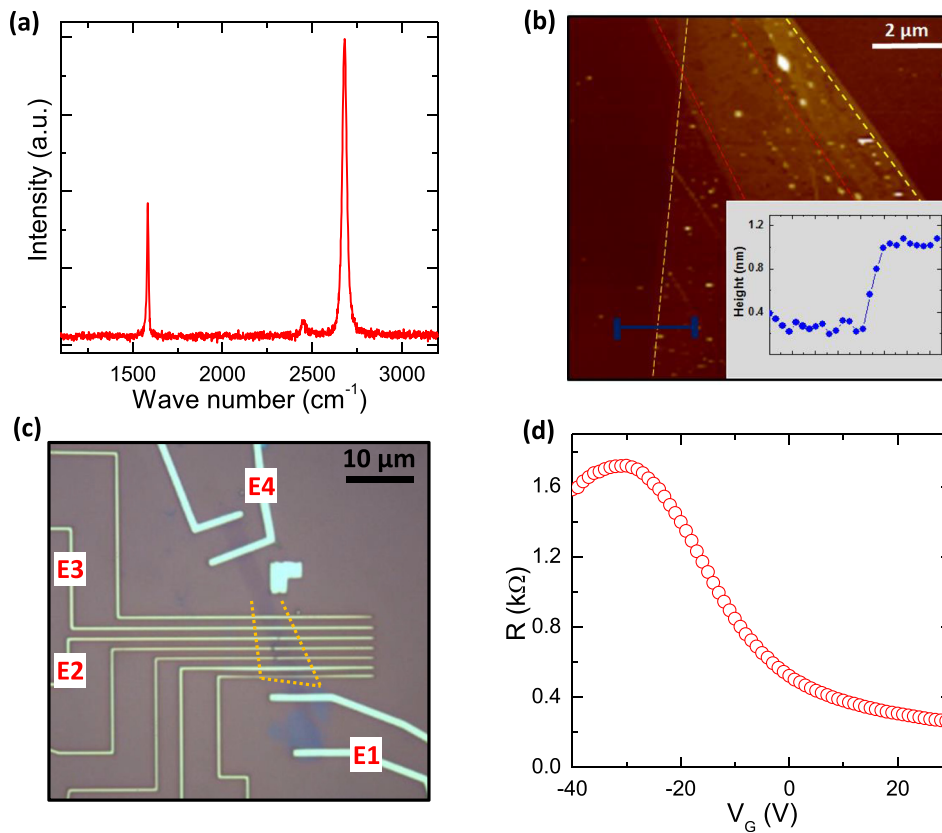 (a)
Intensity (a.u.)
1500 2000 2500 3000
Wave number (cm⁻¹)
(b)
2 μm
1.2
0.8
0.4
Height (nm)
(c)
10 μm
E4
E3
E2
E1
(d)
R (kΩ)
1.6
1.2
0.8
0.4
0.0
-40 -20 0 20
V_G (V)